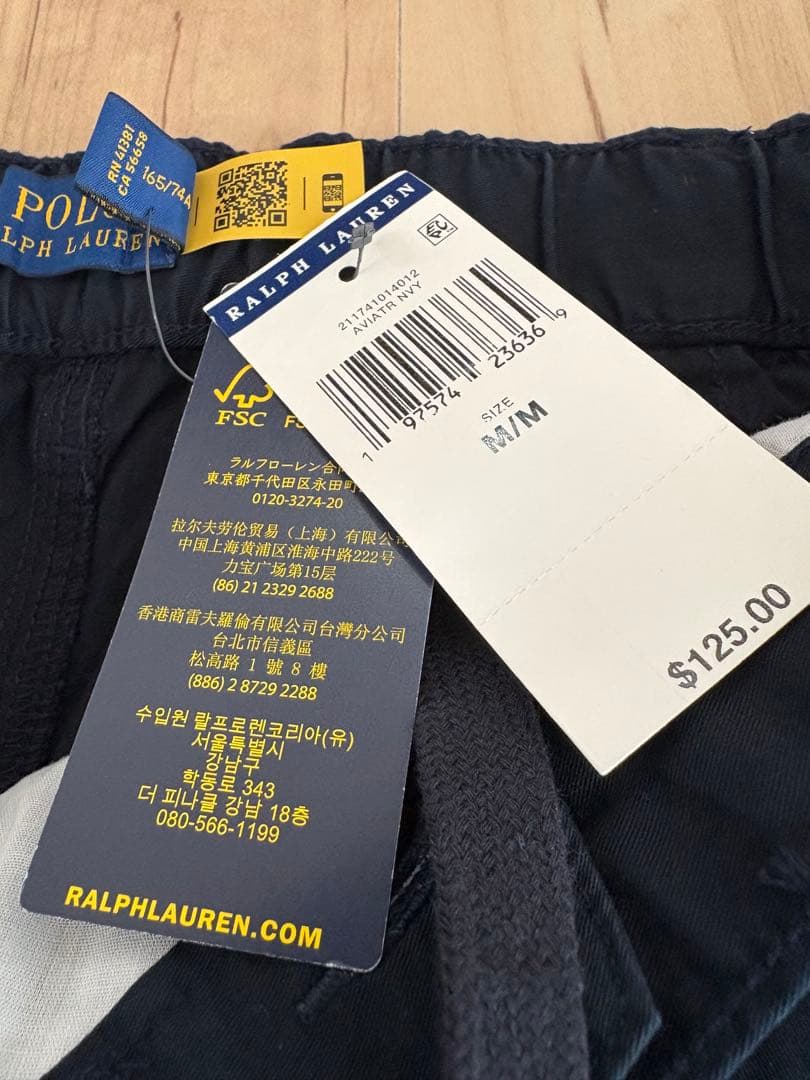 RN 41381
CA 56658
165/74A
POL
LPH LAUREN
RALPH LAUREN
211741014012
AVIATR NVY
1 97574 23636 9
SIZE
M/M
$125.00
FSC
ラルフローレン合
東京都千代田区永田町
0120-3274-20
拉尔夫劳伦贸易（上海）有限公司
中国上海黄浦区淮海中路222号
力宝广场第15层
(86) 21 2329 2688
香港商雷夫羅倫有限公司台灣分公司
台北市信義區
松高路 1 號 8 樓
(886) 2 8729 2288
수입원 랄프로렌코리아(유)
서울특별시
강남구
학동로 343
더 피나클 강남 18층
080-566-1199
RALPHLAUREN.COM